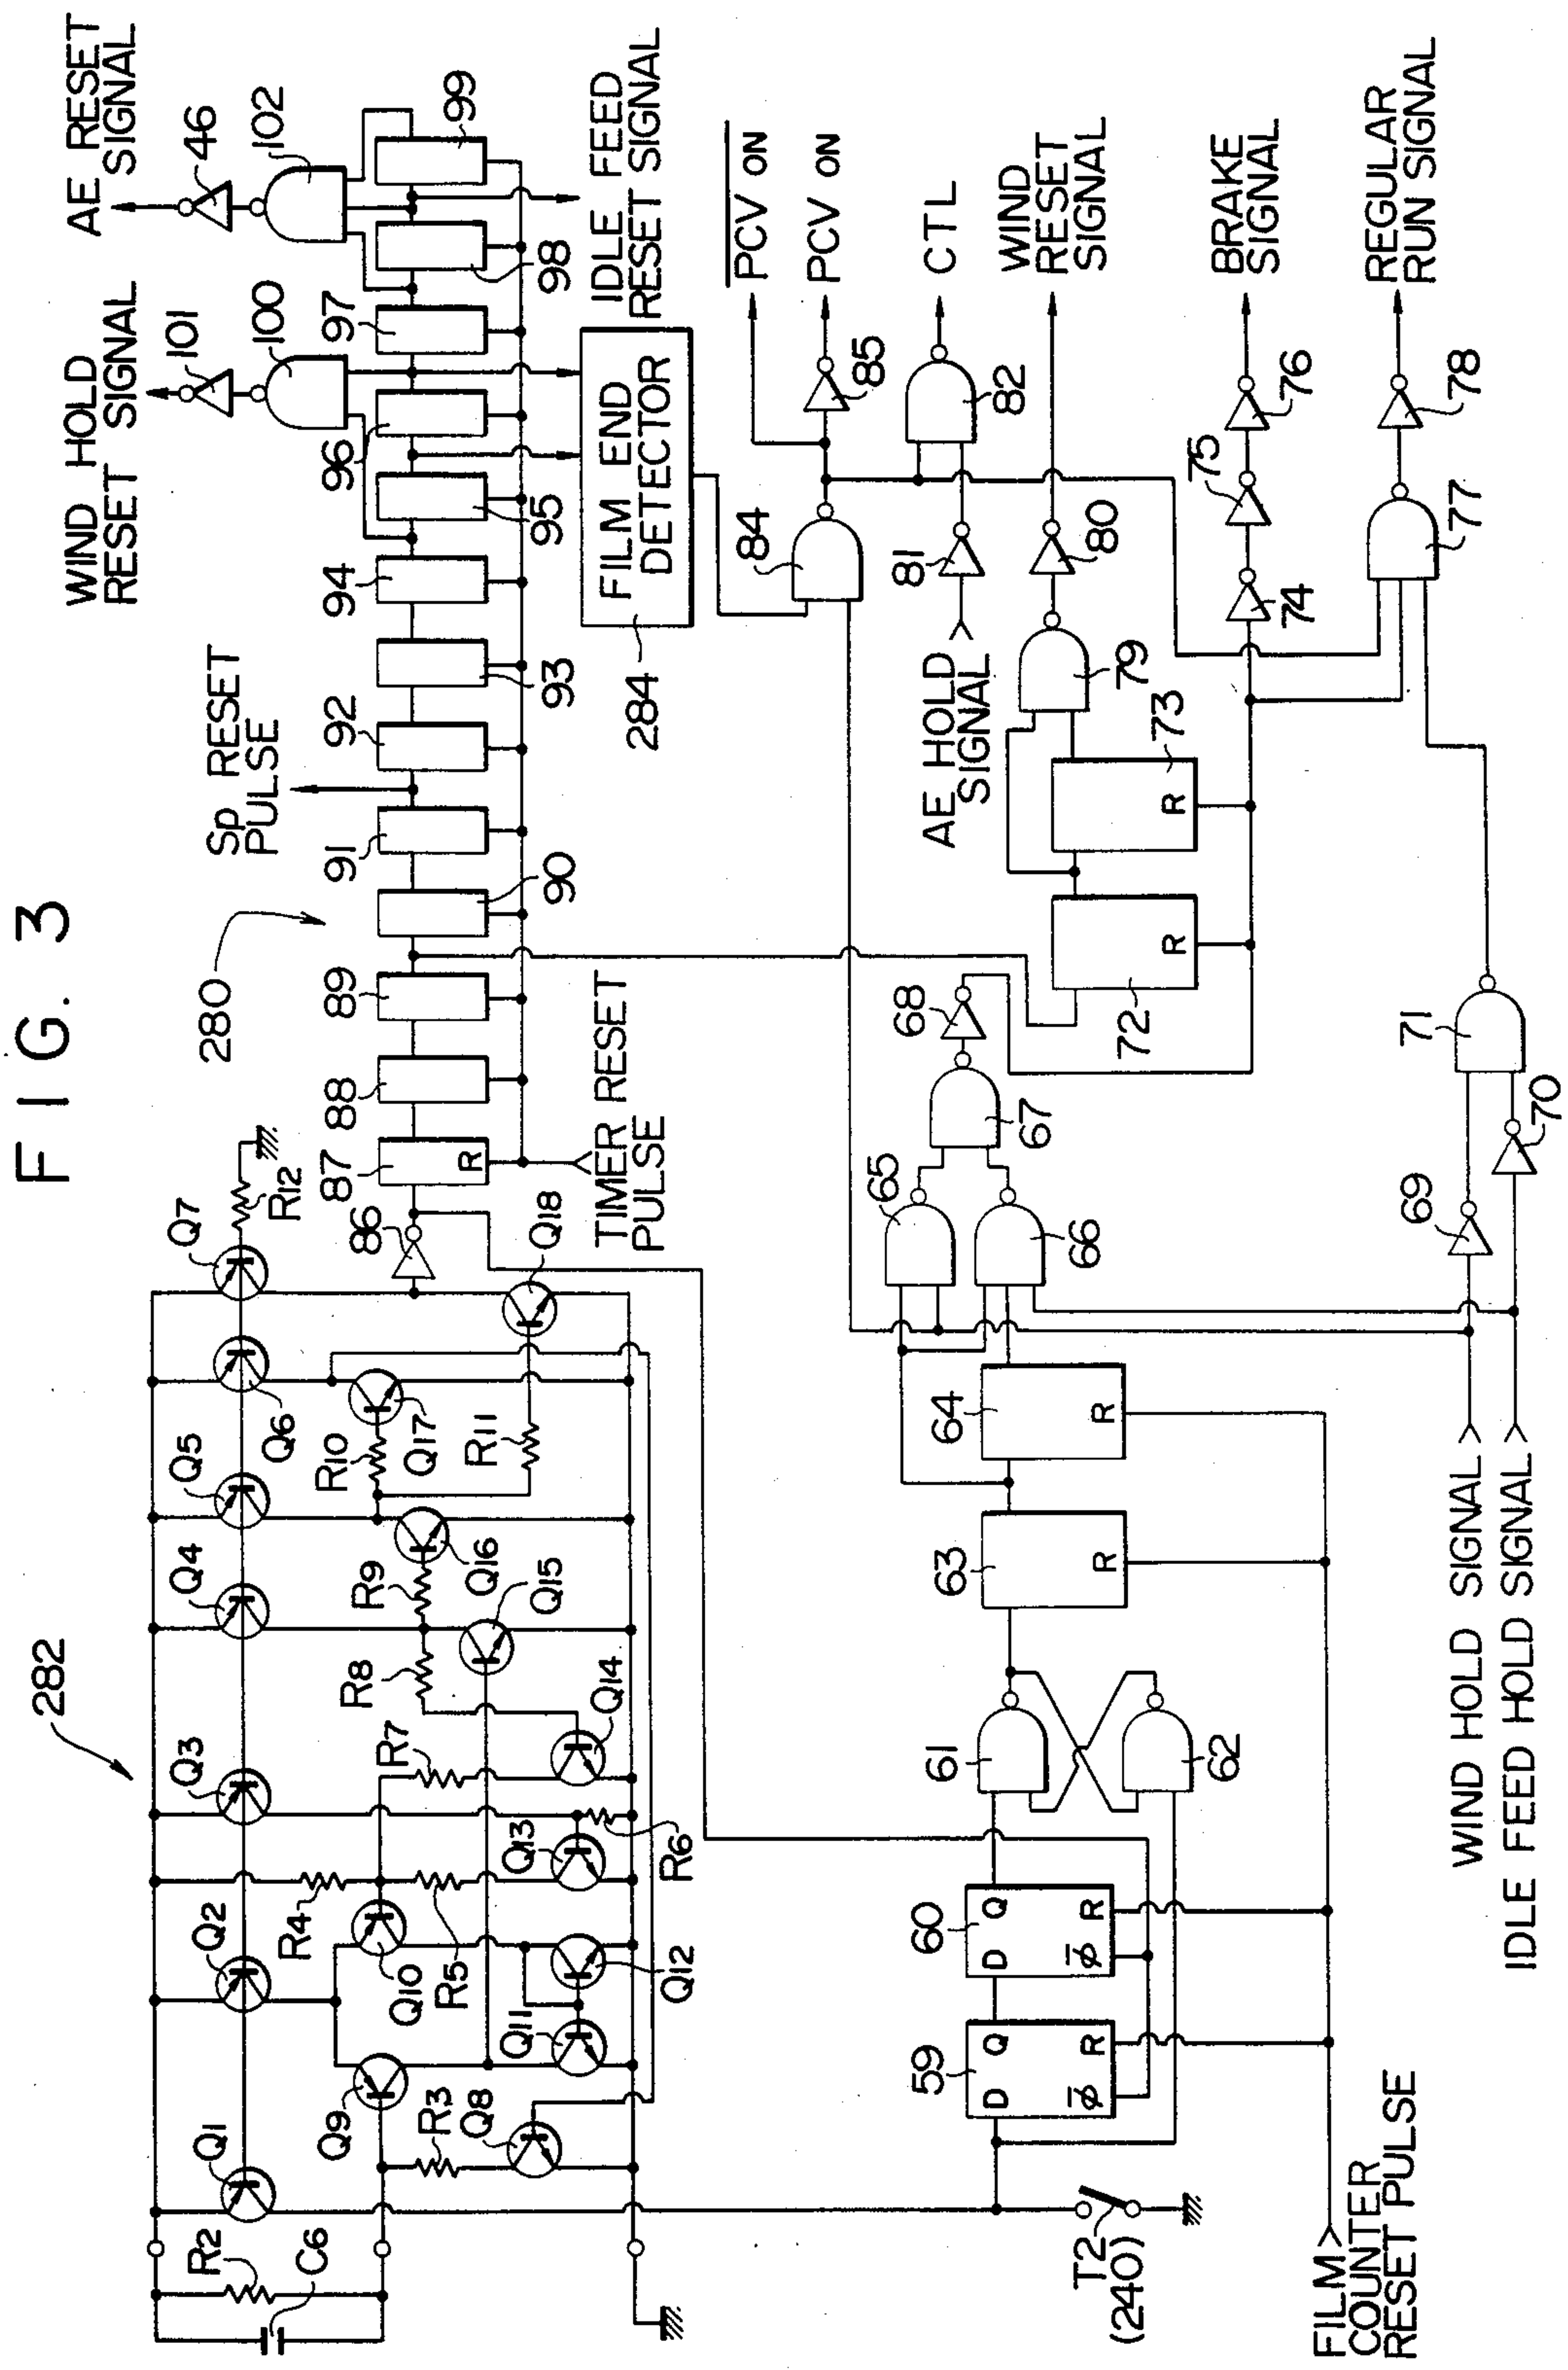 FIG. 3
282
280
Q1
Q2
Q3
Q4
Q5
Q6
Q7
R12
R2
C6
Q9
R3
Q8
R4
Q10
R5
Q11
Q12
Q13
R6
R7
R8
Q14
Q15
R9
Q16
R10
Q17
R11
Q18
86
87
R
88
89
90
91
92
93
94
95
96
97
98
99
TIMER RESET
PULSE
Sp RESET
PULSE
WIND HOLD
RESET SIGNAL
101
100
AE RESET
SIGNAL
46
102
IDLE FEED
RESET SIGNAL
FILM END
DETECTOR
284
PCV ON
84
85
PCV ON
CTL
82
81
AE HOLD
SIGNAL
WIND
RESET
SIGNAL
80
79
73
R
72
R
BRAKE
SIGNAL
74
75
76
REGULAR
RUN SIGNAL
77
78
71
70
69
68
67
65
66
64
R
63
R
61
62
60
D
Q
φ
R
59
D
Q
φ
R
T2
(240)
FILM
COUNTER
RESET PULSE
WIND HOLD SIGNAL
IDLE FEED HOLD SIGNAL